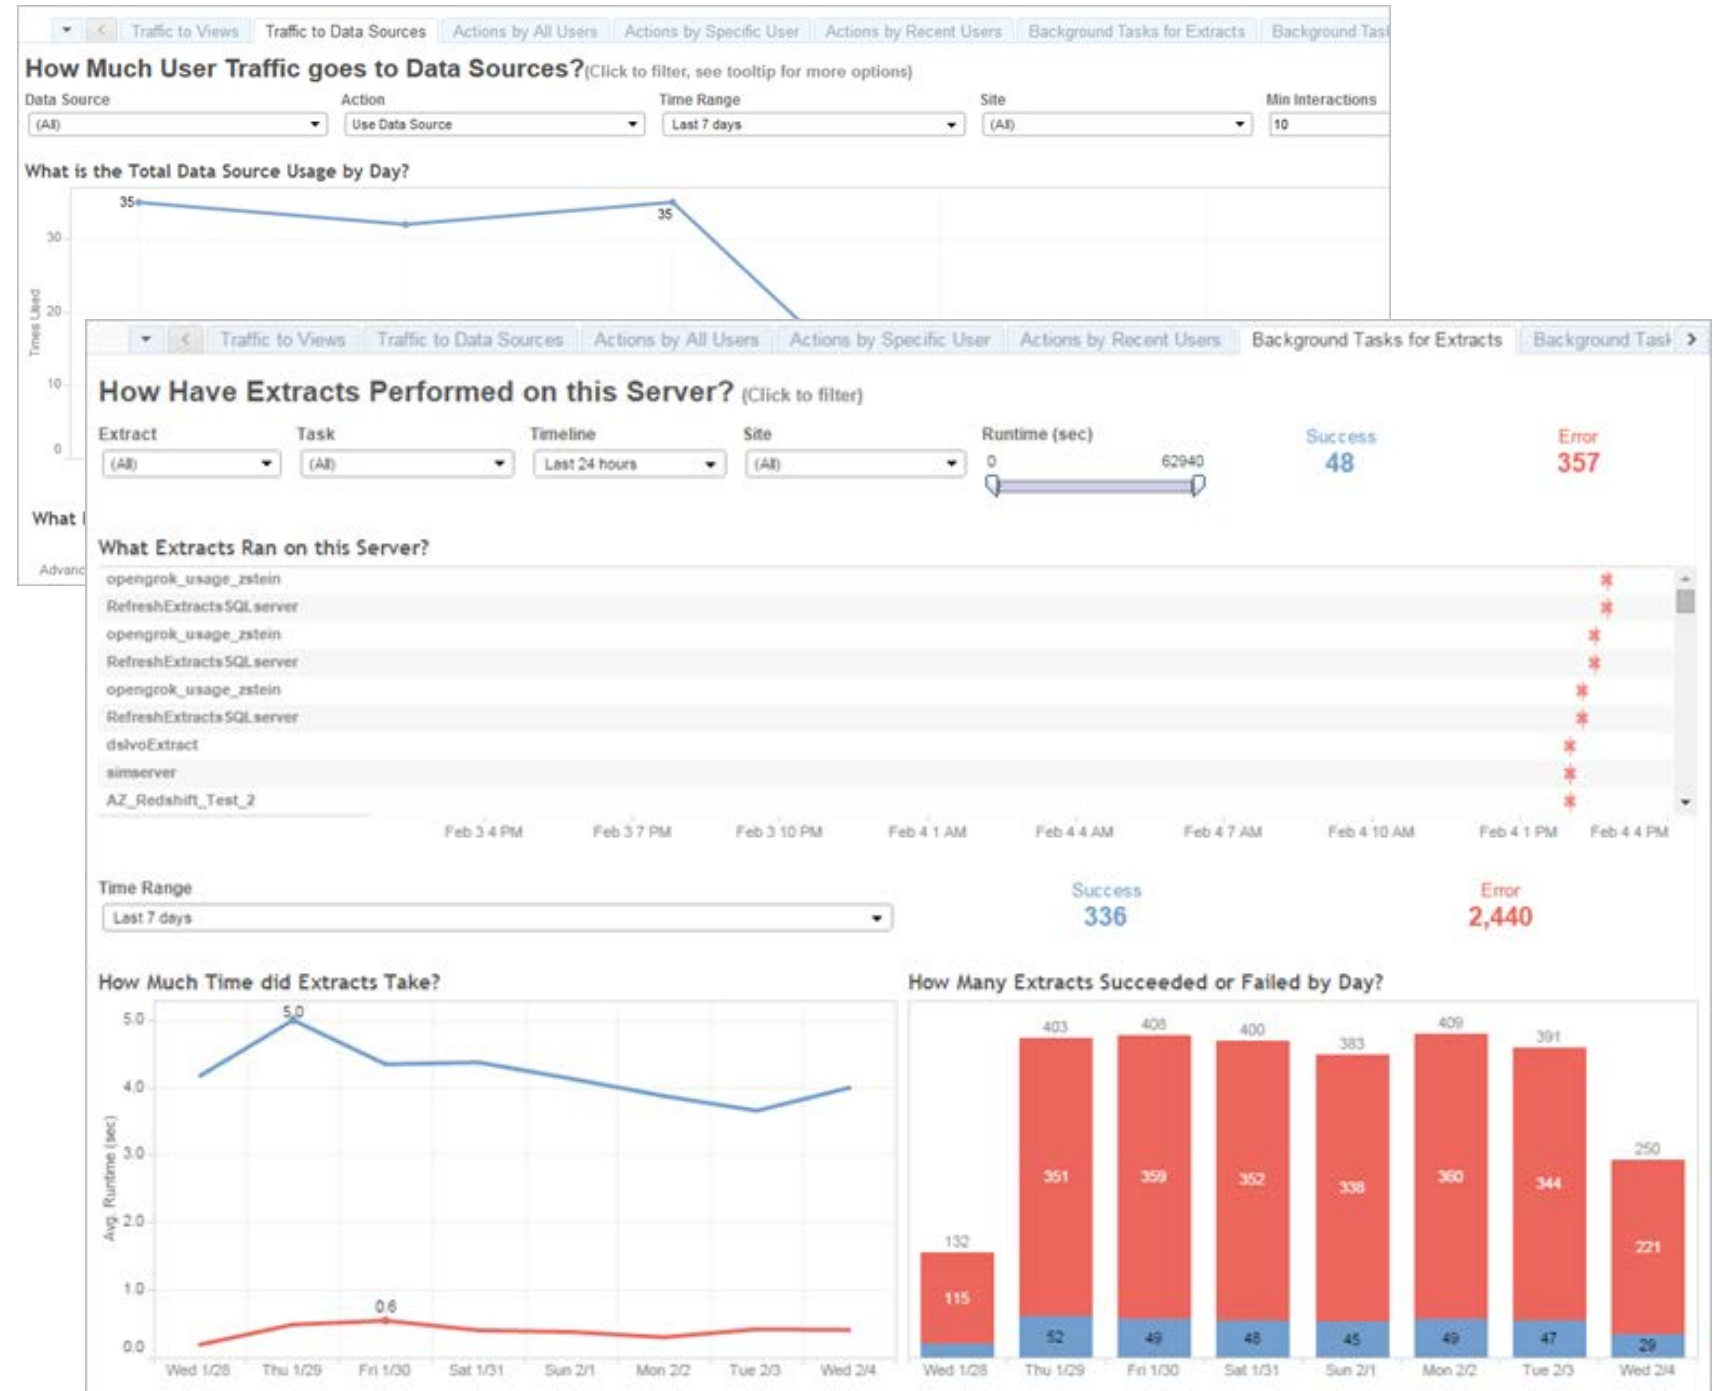 Traffic to Views Traffic to Data Sources Actions by All Users Actions by Specific User Actions by Recent Users Background Tasks for Extracts Background Tas
How Much User Traffic goes to Data Sources?(Click to filter, see tooltip for more options)
Data Source Action Time Range Site Min Interactions
(All) Use Data Source Last 7 days (All) 10
What is the Total Data Source Usage by Day?
35 35
30
20
10
0
Times Used
What
Advanc
Traffic to Views Traffic to Data Sources Actions by All Users Actions by Specific User Actions by Recent Users Background Tasks for Extracts Background Task
How Have Extracts Performed on this Server? (Click to filter)
Extract Task Timeline Site Runtime (sec) Success Error
(All) (All) Last 24 hours (All) 0 62940 48 357
What Extracts Ran on this Server?
opengrok_usage_zstein
RefreshExtractsSQLserver
opengrok_usage_zstein
RefreshExtractsSQLserver
opengrok_usage_zstein
RefreshExtractsSQLserver
dslvoExtract
simserver
AZ_Redshift_Test_2
Feb 3 4 PM Feb 3 7 PM Feb 3 10 PM Feb 4 1 AM Feb 4 4 AM Feb 4 7 AM Feb 4 10 AM Feb 4 1 PM Feb 4 4 PM
Time Range Success Error
Last 7 days 336 2,440
How Much Time did Extracts Take?
5.0
4.0
3.0
2.0
1.0
0.0
Avg. Runtime (sec)
5.0
0.6
Wed 1/28 Thu 1/29 Fri 1/30 Sat 1/31 Sun 2/1 Mon 2/2 Tue 2/3 Wed 2/4
How Many Extracts Succeeded or Failed by Day?
132 403 408 400 383 409 391 250
115 351 359 352 338 360 344 221
52 49 48 45 49 47 29
Wed 1/28 Thu 1/29 Fri 1/30 Sat 1/31 Sun 2/1 Mon 2/2 Tue 2/3 Wed 2/4